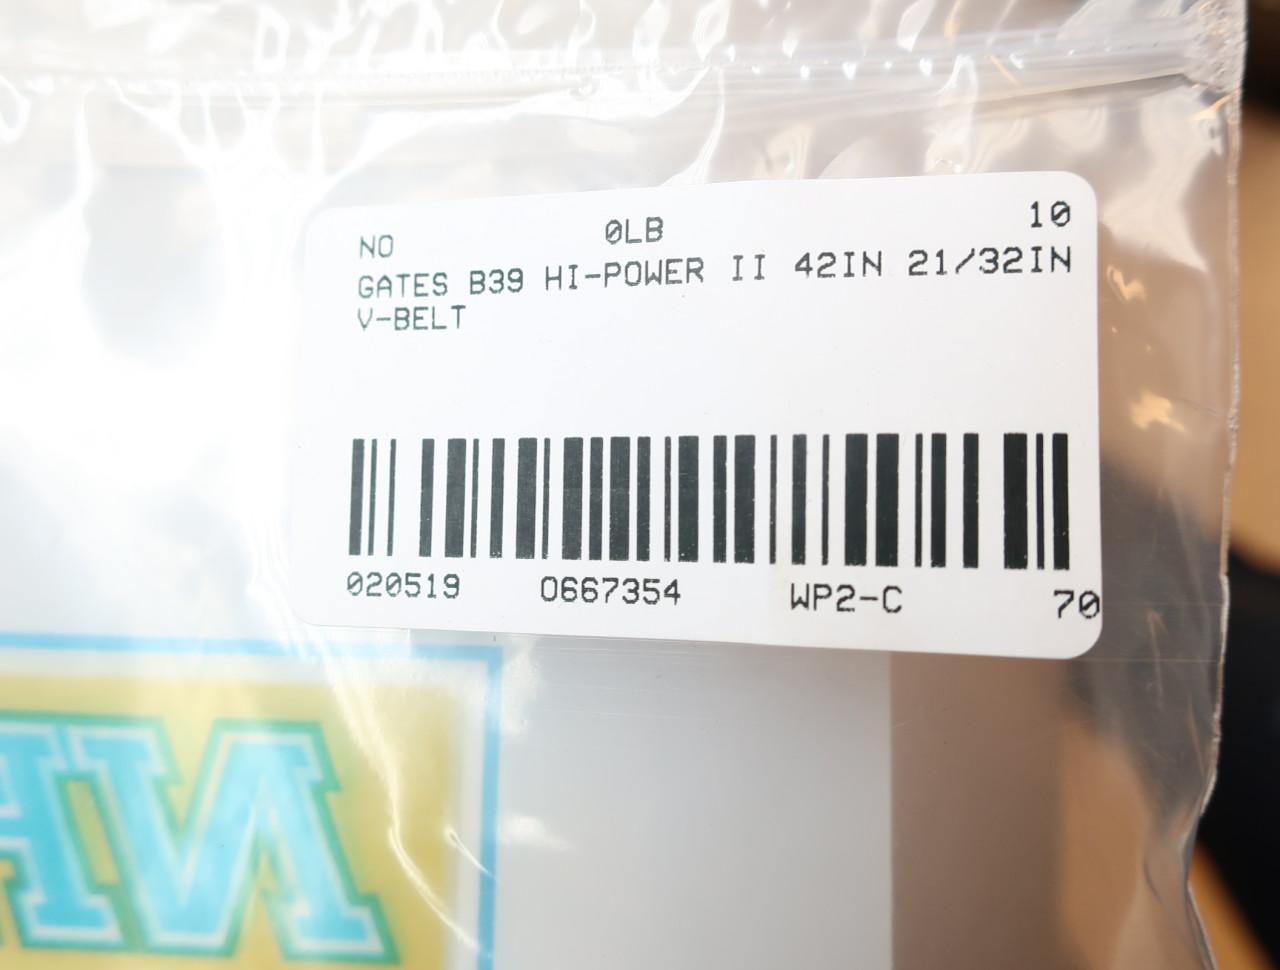 NO 0LB 10
GATES B39 HI-POWER II 42IN 21/32IN
V-BELT
020519 0667354 WP2-C 70